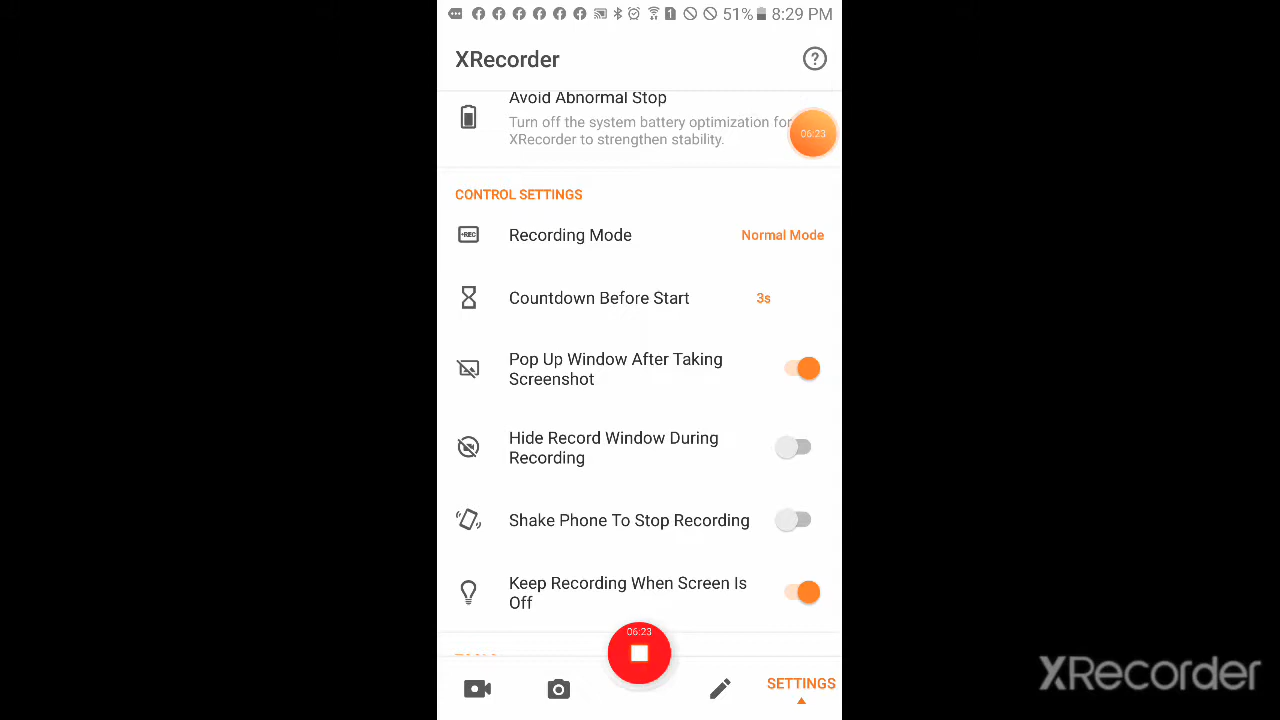 51% 8:29 PM
XRecorder
Avoid Abnormal Stop
Turn off the system battery optimization for
XRecorder to strengthen stability.
06:23
CONTROL SETTINGS
REC
Recording Mode
Normal Mode
Countdown Before Start
3s
Pop Up Window After Taking
Screenshot
Hide Record Window During
Recording
Shake Phone To Stop Recording
Keep Recording When Screen Is
Off
06:23
SETTINGS
XRecorder